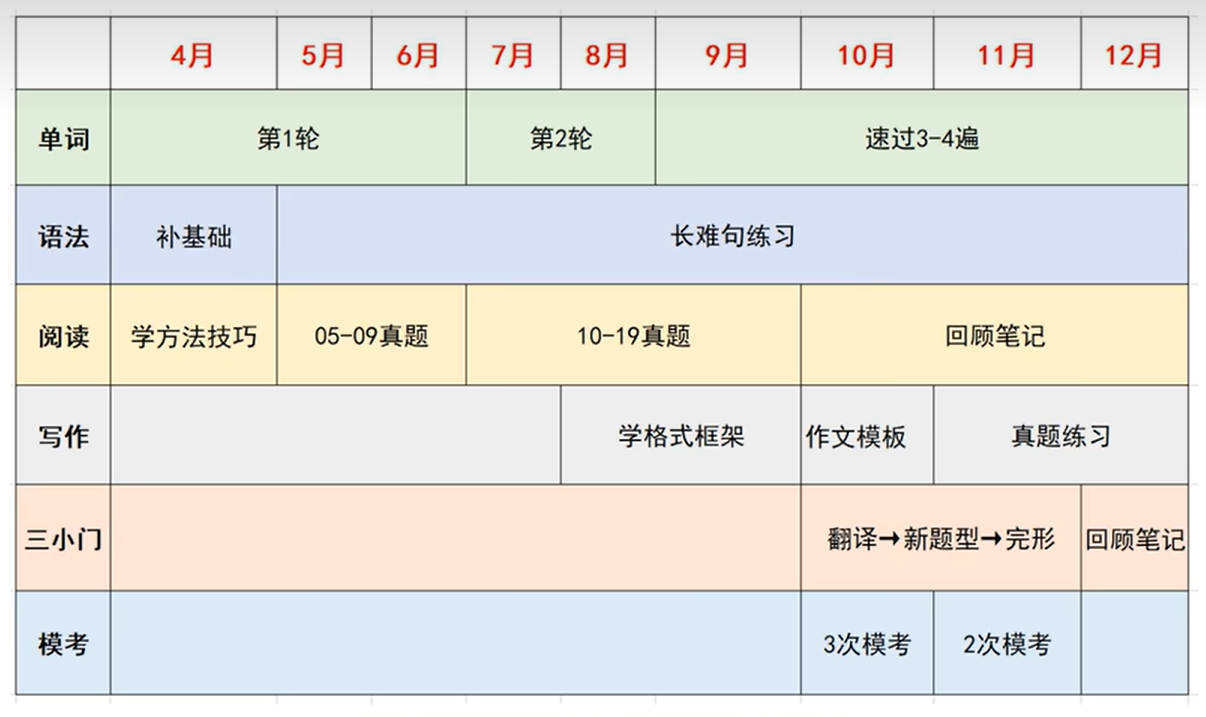 4月 5月 6月 7月 8月 9月 10月 11月 12月
单词 第1轮 第2轮 速过3-4遍
语法 补基础 长难句练习
阅读 学方法技巧 05-09真题 10-19真题 回顾笔记
写作 学格式框架 作文模板 真题练习
三小门 翻译→新题型→完形 回顾笔记
模考 3次模考 2次模考